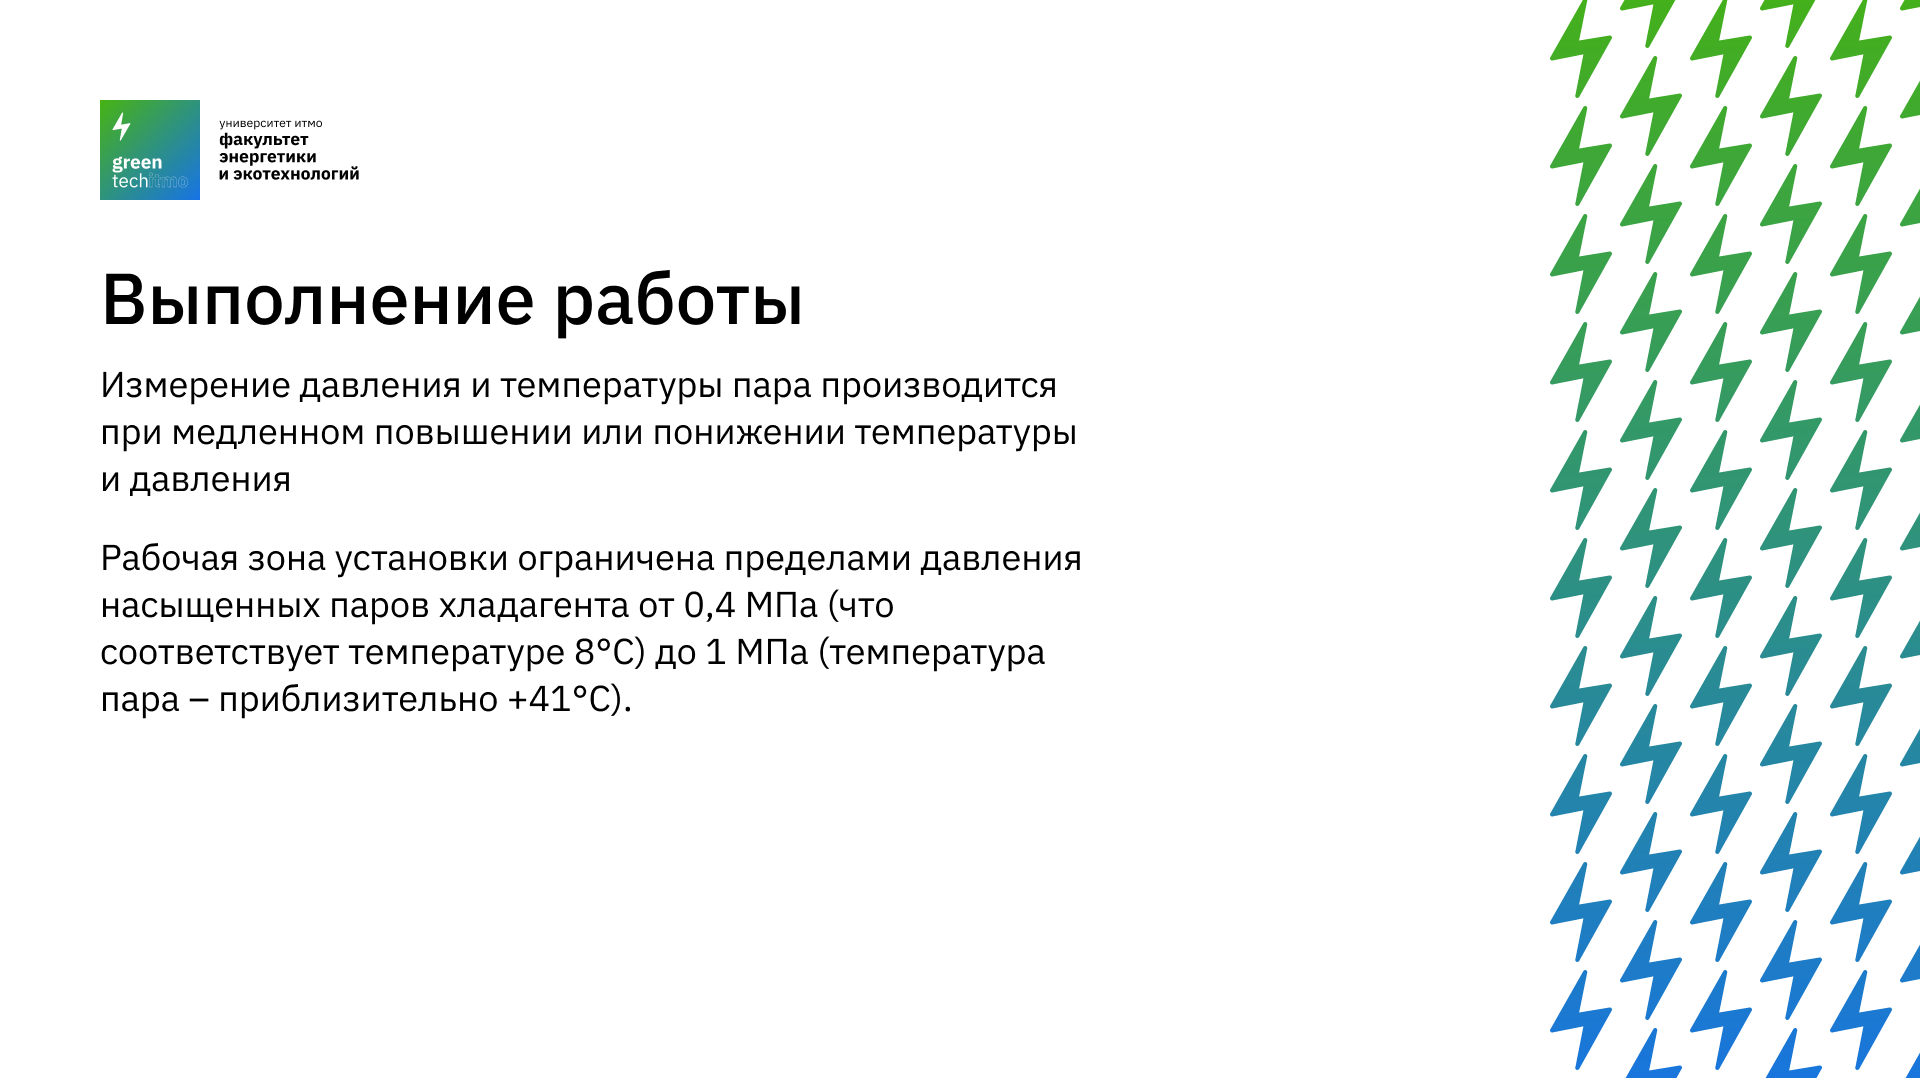 green
techitmo
университет итмо
факультет
энергетики
и экотехнологий
Выполнение работы
Измерение давления и температуры пара производится
при медленном повышении или понижении температуры
и давления
Рабочая зона установки ограничена пределами давления
насыщенных паров хладагента от 0,4 МПа (что
соответствует температуре 8°С) до 1 МПа (температура
пара – приблизительно +41°С).